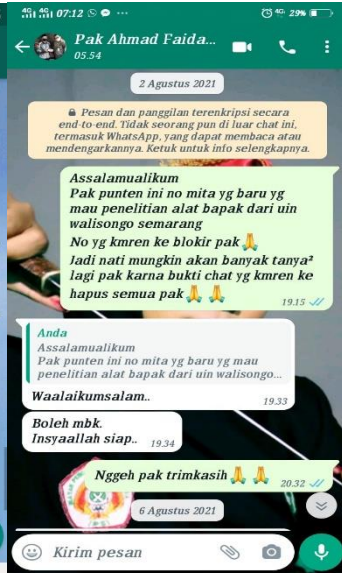 07:12
4G 29%
Pak Ahmad Faida...
05.54
2 Agustus 2021
Pesan dan panggilan terenkripsi secara
end-to-end. Tidak seorang pun di luar chat ini,
termasuk WhatsApp, yang dapat membaca atau
mendengarkannya. Ketuk untuk info selengkapnya.
Assalamualikum
Pak punten ini no mita yg baru yg
mau penelitian alat bapak dari uin
walisongo semarang
No yg kmren ke blokir pak🙏
Jadi nati mungkin akan banyak tanya²
lagi pak karna bukti chat yg kmren ke
hapus semua pak🙏 🙏
19.15
Anda
Assalamualikum
Pak punten ini no mita yg baru yg mau
penelitian alat bapak dari uin walisongo...
Waalaikumsalam..
19.33
Boleh mbk.
Insyaallah siap..
19.34
Nggeh pak trimkasih🙏 🙏
20.32
6 Agustus 2021
Kirim pesan